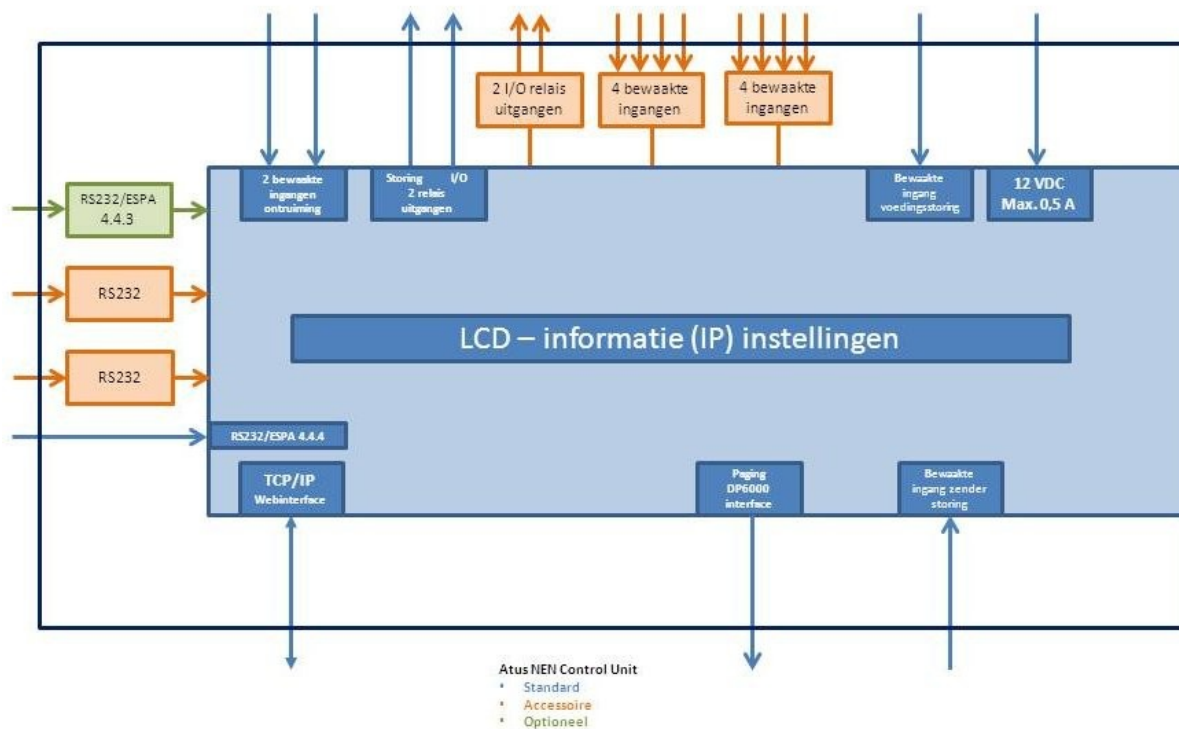 2 I/O relais
uitgangen
4 bewaakte
ingangen
4 bewaakte
ingangen
2 bewaakte
ingangen
ontruiming
Storing I/O
2 relais
uitgangen
Bewaakte
ingang
voedingsstoring
12 VDC
Max. 0,5 A
RS232/ESPA
4.4.3
RS232
RS232
LCD – informatie (IP) instellingen
RS232/ESPA 4.4.4
TCP/IP
Webinterface
Paging
DP6000
interface
Bewaakte
ingang zender
storing
Atus NEN Control Unit
• Standard
• Accessoire
• Optioneel